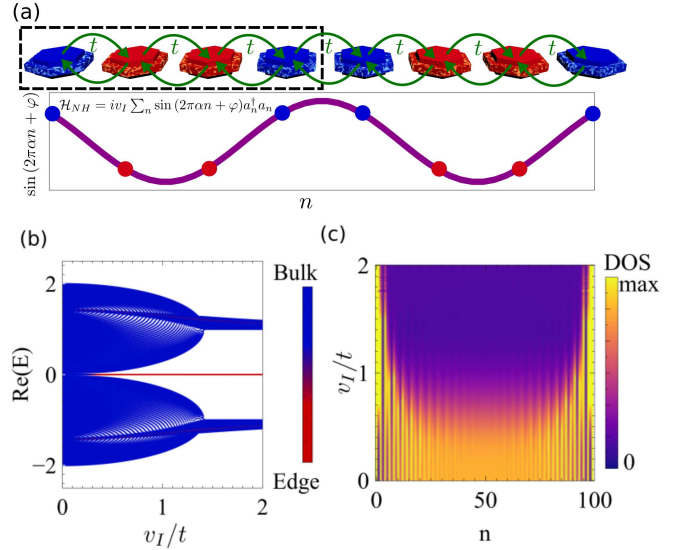 (a)
t t t t t t t
ℋ_NH = iv_I ∑_n sin (2παn + φ)a†_n a_n
sin (2παn + φ)
n
(b)
Bulk
2
0
−2
Re(E)
Edge
0 1 2
v_I/t
(c)
DOS
max
2
1
0
v_I/t
0
0 50 100
n